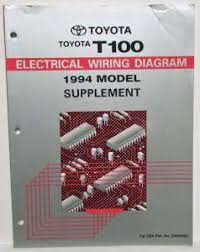 TOYOTA
TOYOTA T100
ELECTRICAL WIRING DIAGRAM
1994 MODEL
SUPPLEMENT